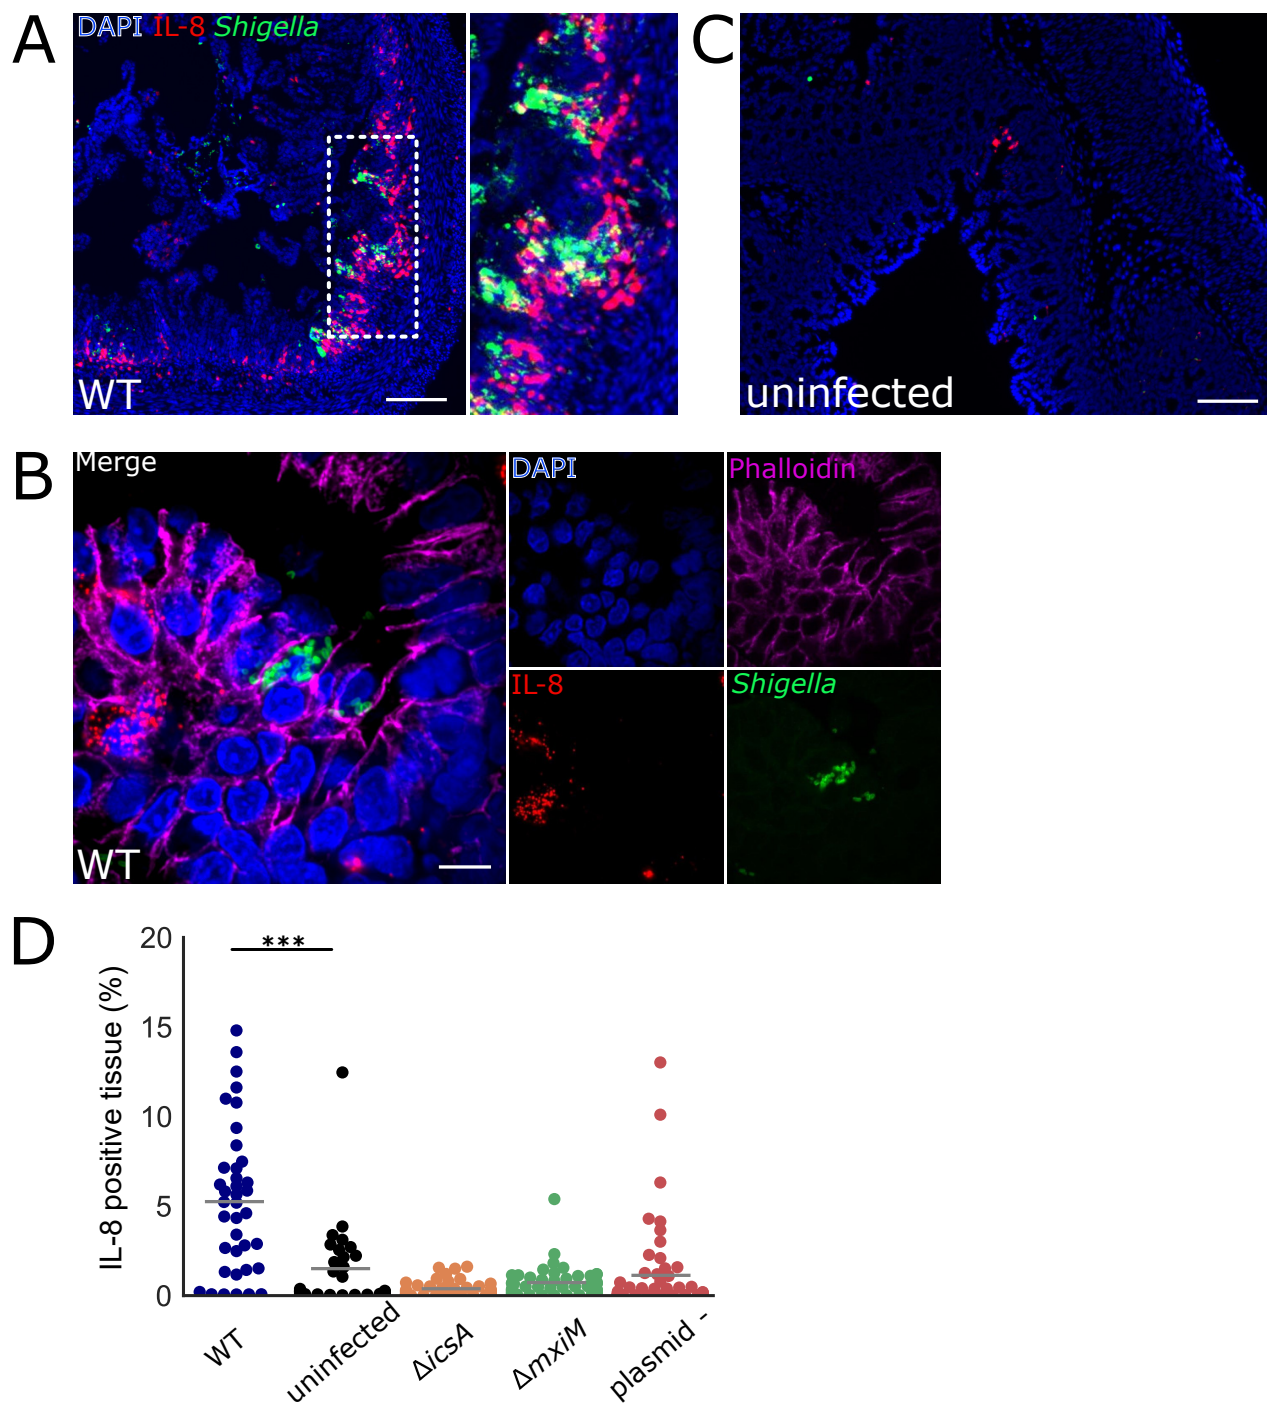 A
DAPI IL-8 Shigella
WT
C
uninfected
B
Merge
WT
DAPI
Phalloidin
IL-8
Shigella
D
IL-8 positive tissue (%)
20
15
10
5
0
***
WT
uninfected
ΔicsA
ΔmxiM
plasmid -